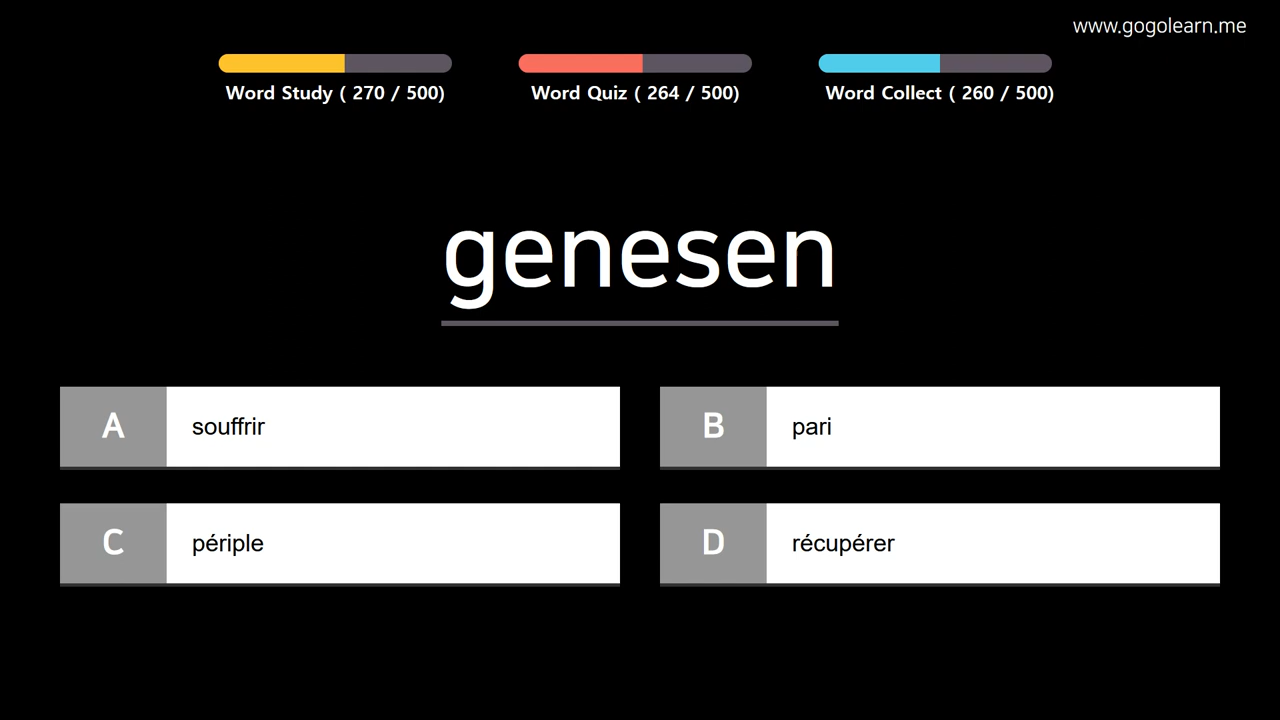 www.gogolearn.me
Word Study ( 270 / 500)
Word Quiz ( 264 / 500)
Word Collect ( 260 / 500)
genesen
A souffrir
B pari
C périple
D récupérer